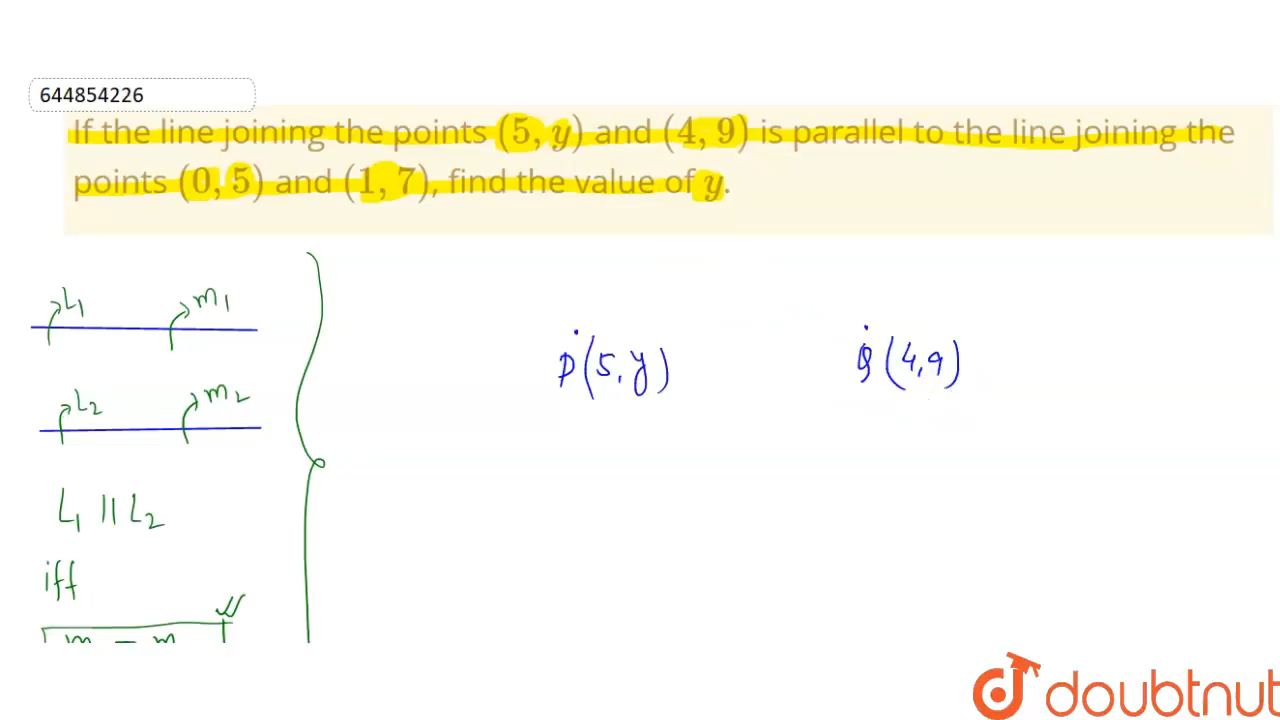 644854226
If the line joining the points (5, y) and (4, 9) is parallel to the line joining the
points (0, 5) and (1, 7), find the value of y.
L1 m1
P(5, y) Q(4, 9)
L2 m2
L1 || L2
iff
m = m
doubtnut